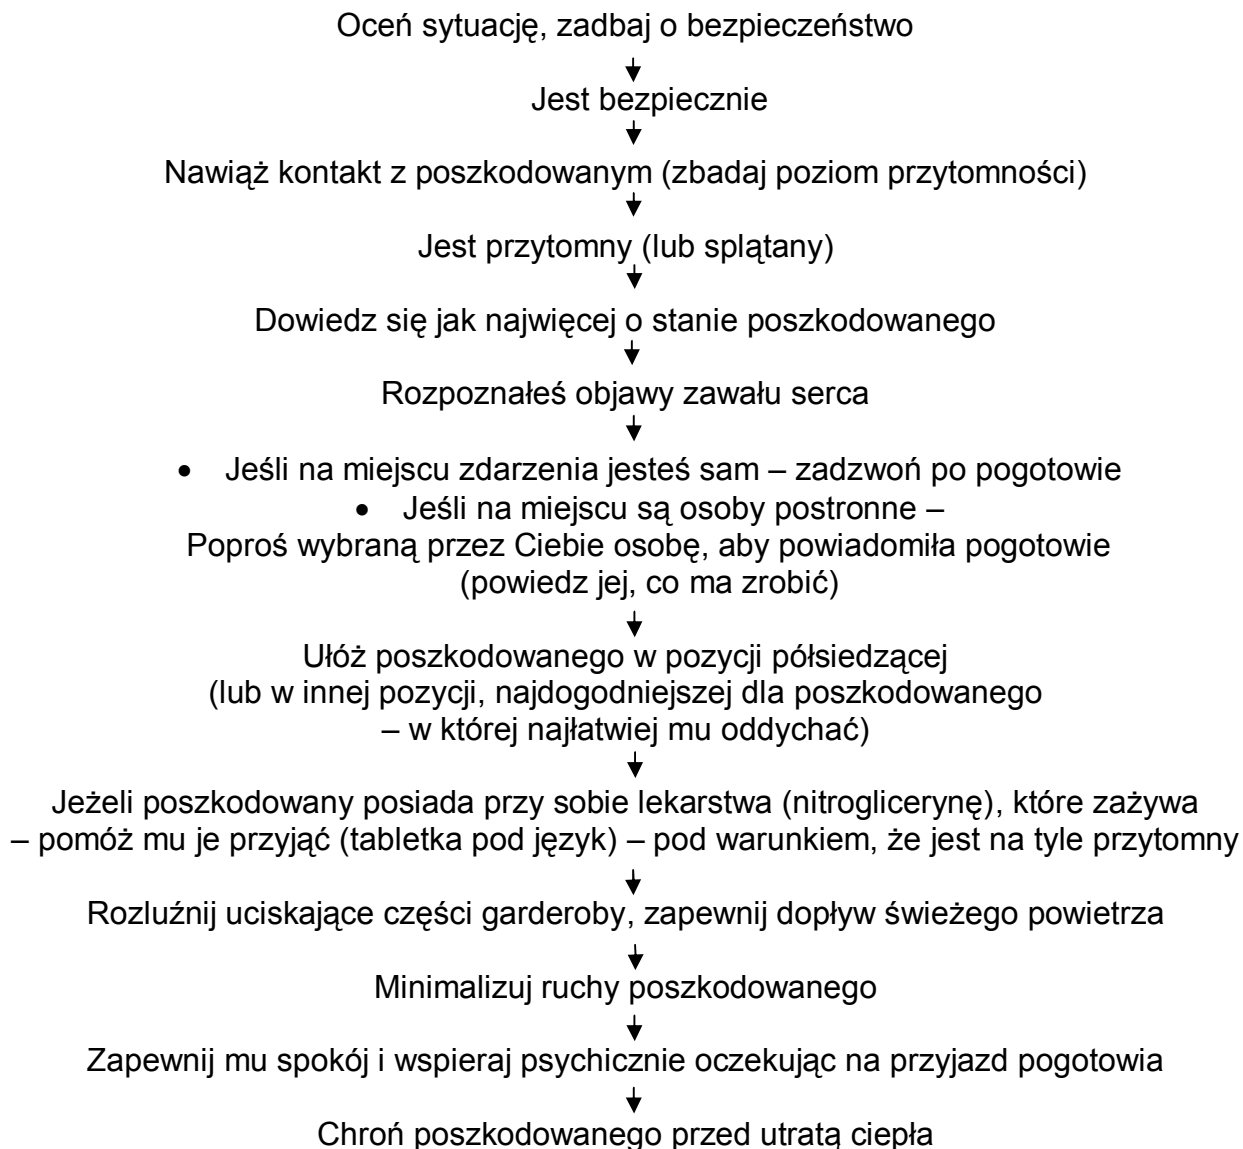 Oceń sytuację, zadbaj o bezpieczeństwo
Jest bezpiecznie
Nawiąż kontakt z poszkodowanym (zbadaj poziom przytomności)
Jest przytomny (lub splątany)
Dowiedz się jak najwięcej o stanie poszkodowanego
Rozpoznałeś objawy zawału serca
• Jeśli na miejscu zdarzenia jesteś sam – zadzwoń po pogotowie
• Jeśli na miejscu są osoby postronne –
Poproś wybraną przez Ciebie osobę, aby powiadomiła pogotowie
(powiedz jej, co ma zrobić)
Ułóż poszkodowanego w pozycji półsiedzącej
(lub w innej pozycji, najdogodniejszej dla poszkodowanego
– w której najłatwiej mu oddychać)
Jeżeli poszkodowany posiada przy sobie lekarstwa (nitroglicerynę), które zażywa
– pomóż mu je przyjąć (tabletka pod język) – pod warunkiem, że jest na tyle przytomny
Rozluźnij uciskające części garderoby, zapewnij dopływ świeżego powietrza
Minimalizuj ruchy poszkodowanego
Zapewnij mu spokój i wspieraj psychicznie oczekując na przyjazd pogotowia
Chroń poszkodowanego przed utratą ciepła